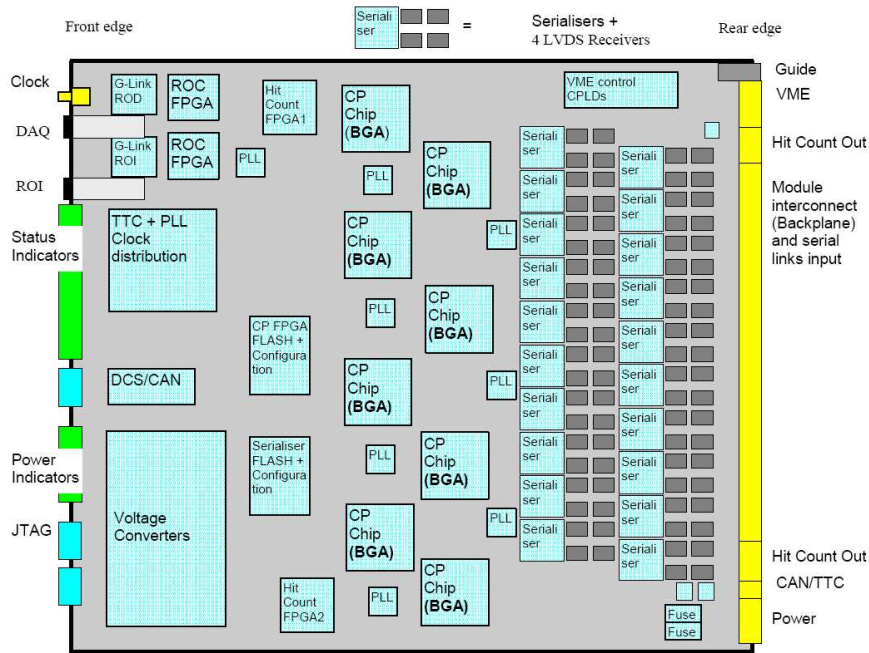 Front edge
Seriali
ser
=
Serialisers +
4 LVDS Receivers
Rear edge
Clock
DAQ
ROI
Status
Indicators
Power
Indicators
JTAG
G-Link
ROD
ROC
FPGA
G-Link
ROI
ROC
FPGA
Hit
Count
FPGA1
PLL
TTC + PLL
Clock
distribution
CP FPGA
FLASH +
Configura
tion
DCS/CAN
Serialiser
FLASH +
Configura
tion
Voltage
Converters
Hit
Count
FPGA2
CP
Chip
(BGA)
PLL
CP
Chip
(BGA)
CP
Chip
(BGA)
PLL
PLL
CP
Chip
(BGA)
CP
Chip
(BGA)
PLL
PLL
CP
Chip
(BGA)
CP
Chip
(BGA)
PLL
PLL
CP
Chip
(BGA)
VME control
CPLDs
Seriali
ser
Seriali
ser
Seriali
ser
Seriali
ser
Seriali
ser
Seriali
ser
Seriali
ser
Seriali
ser
Seriali
ser
Seriali
ser
Seriali
ser
Seriali
ser
Seriali
ser
Seriali
ser
Seriali
ser
Seriali
ser
Seriali
ser
Seriali
ser
Seriali
ser
Seriali
ser
Fuse
Fuse
Guide
VME
Hit Count Out
Module
interconnect
(Backplane)
and serial
links input
Hit Count Out
CAN/TTC
Power